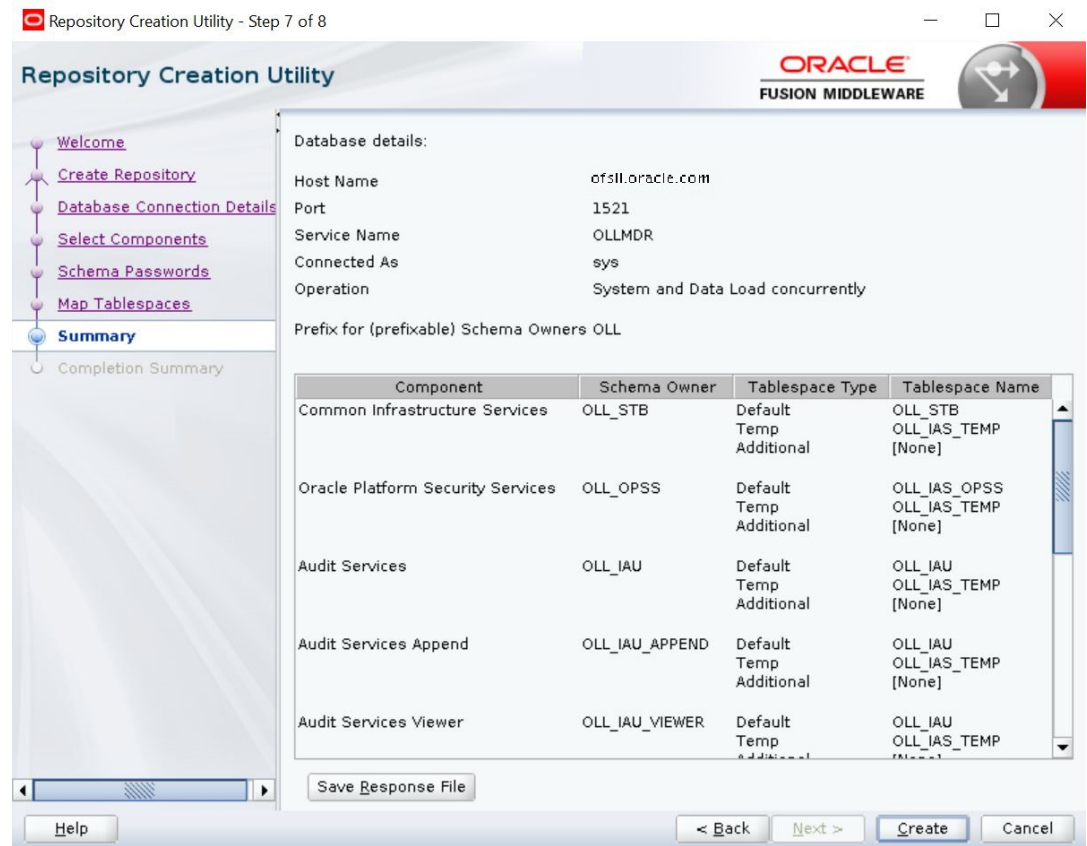 Repository Creation Utility - Step 7 of 8
Repository Creation Utility
ORACLE
FUSION MIDDLEWARE
Welcome
Create Repository
Database Connection Details
Select Components
Schema Passwords
Map Tablespaces
Summary
Completion Summary
Database details:
Host Name ofsll.oracle.com
Port 1521
Service Name OLLMDR
Connected As sys
Operation System and Data Load concurrently
Prefix for (prefixable) Schema Owners OLL
Component Schema Owner Tablespace Type Tablespace Name
Common Infrastructure Services OLL_STB Default OLL_STB
Temp OLL_IAS_TEMP
Additional [None]
Oracle Platform Security Services OLL_OPSS Default OLL_IAS_OPSS
Temp OLL_IAS_TEMP
Additional [None]
Audit Services OLL_IAU Default OLL_IAU
Temp OLL_IAS_TEMP
Additional [None]
Audit Services Append OLL_IAU_APPEND Default OLL_IAU
Temp OLL_IAS_TEMP
Additional [None]
Audit Services Viewer OLL_IAU_VIEWER Default OLL_IAU
Temp OLL_IAS_TEMP
Save Response File
Help
< Back
Next >
Create
Cancel